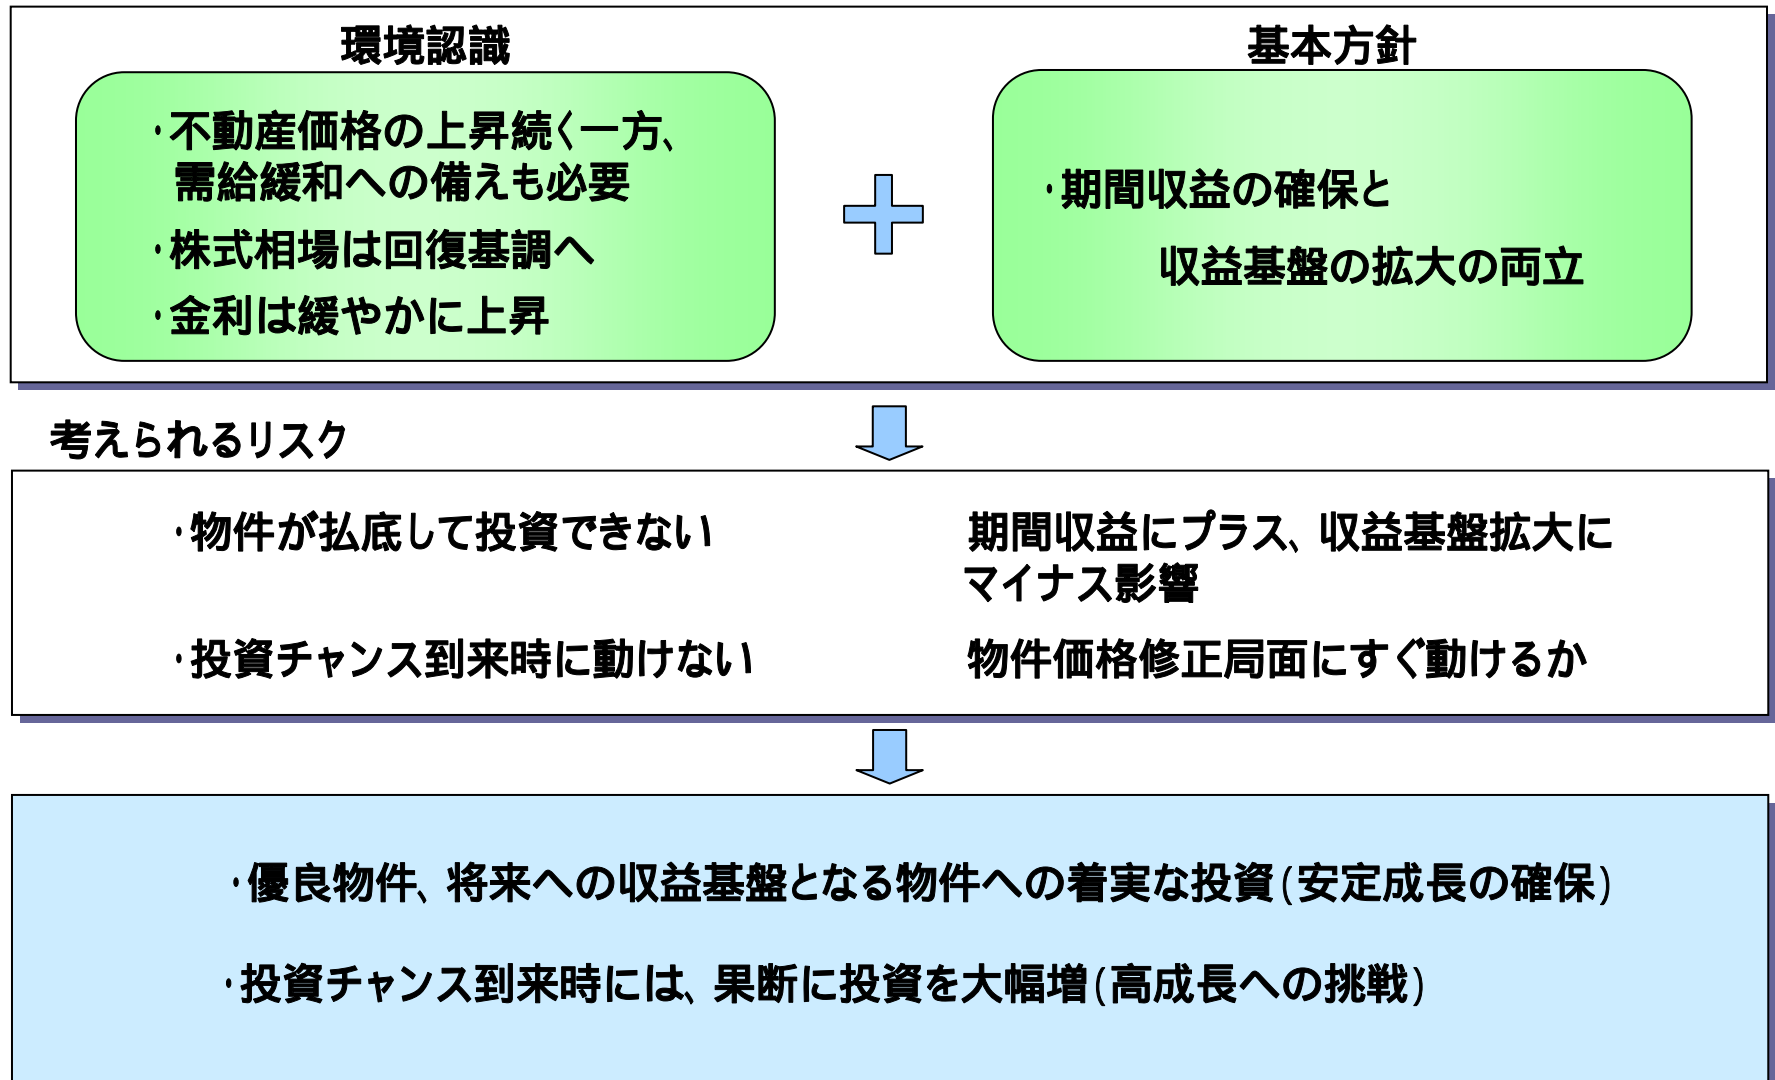 環境認識
・不動産価格の上昇続く一方、
需給緩和への備えも必要
・株式相場は回復基調へ
・金利は緩やかに上昇
基本方針
・期間収益の確保と
収益基盤の拡大の両立
考えられるリスク
・物件が払底して投資できない
期間収益にプラス、収益基盤拡大に
マイナス影響
・投資チャンス到来時に動けない
物件価格修正局面にすぐ動けるか
・優良物件、将来への収益基盤となる物件への着実な投資(安定成長の確保)
・投資チャンス到来時には、果断に投資を大幅増(高成長への挑戦)